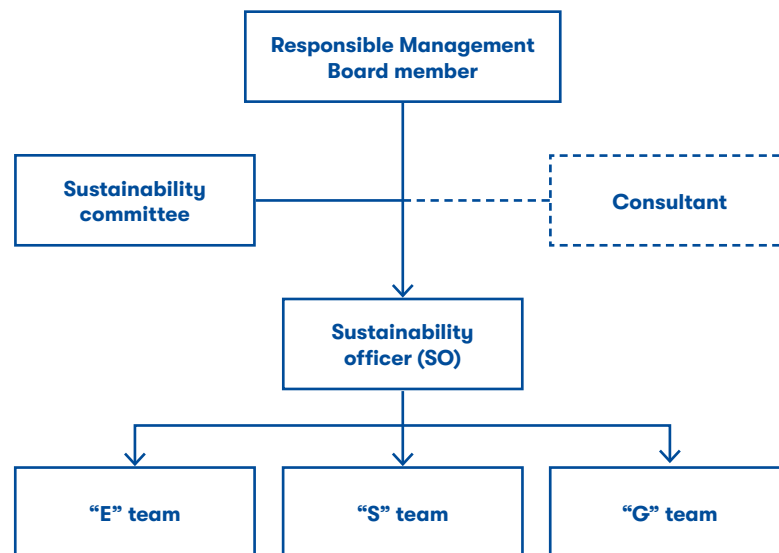 Responsible Management
Board member
Sustainability
committee
Consultant
Sustainability
officer (SO)
“E” team
“S” team
“G” team